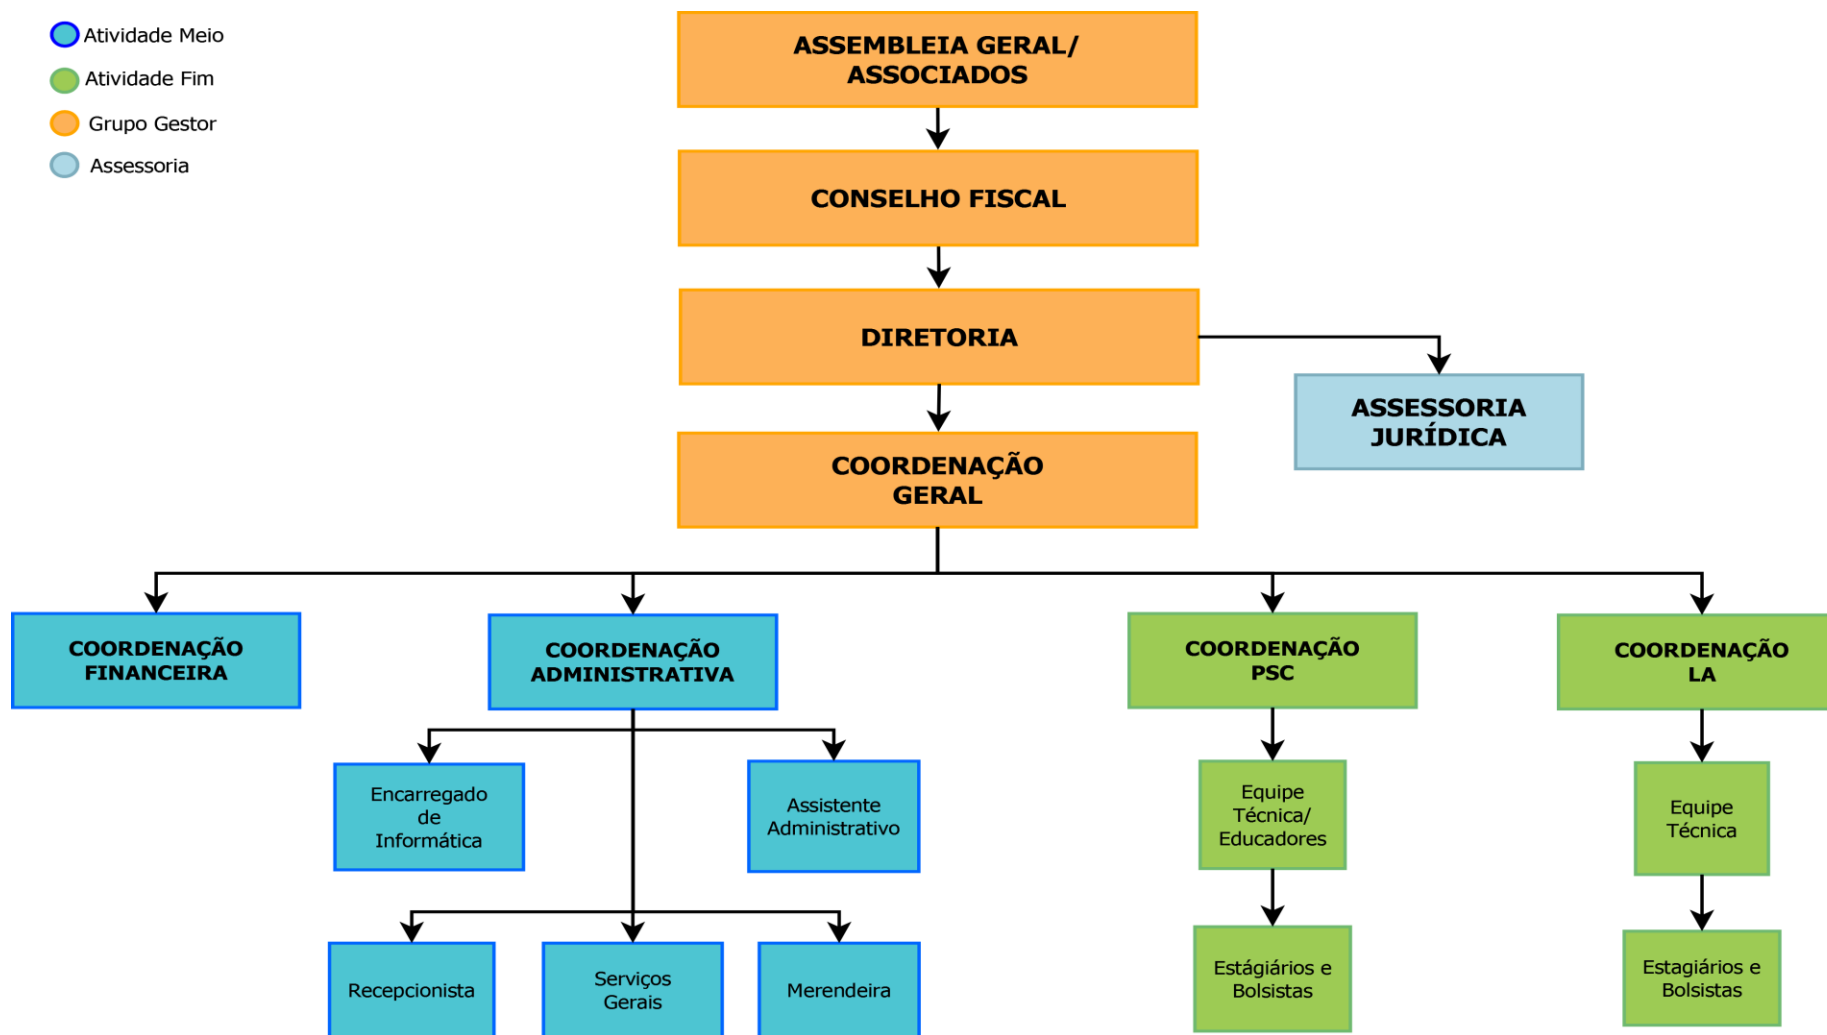 Atividade Meio
Atividade Fim
Grupo Gestor
Assessoria
ASSEMBLEIA GERAL/
ASSOCIADOS
CONSELHO FISCAL
DIRETORIA
ASSESSORIA
JURÍDICA
COORDENAÇÃO
GERAL
COORDENAÇÃO
FINANCEIRA
COORDENAÇÃO
ADMINISTRATIVA
COORDENAÇÃO
PSC
COORDENAÇÃO
LA
Encarregado
de
Informática
Assistente
Administrativo
Equipe
Técnica/
Educadores
Equipe
Técnica
Recepcionista
Serviços
Gerais
Merendeira
Estágiários e
Bolsistas
Estagiários e
Bolsistas